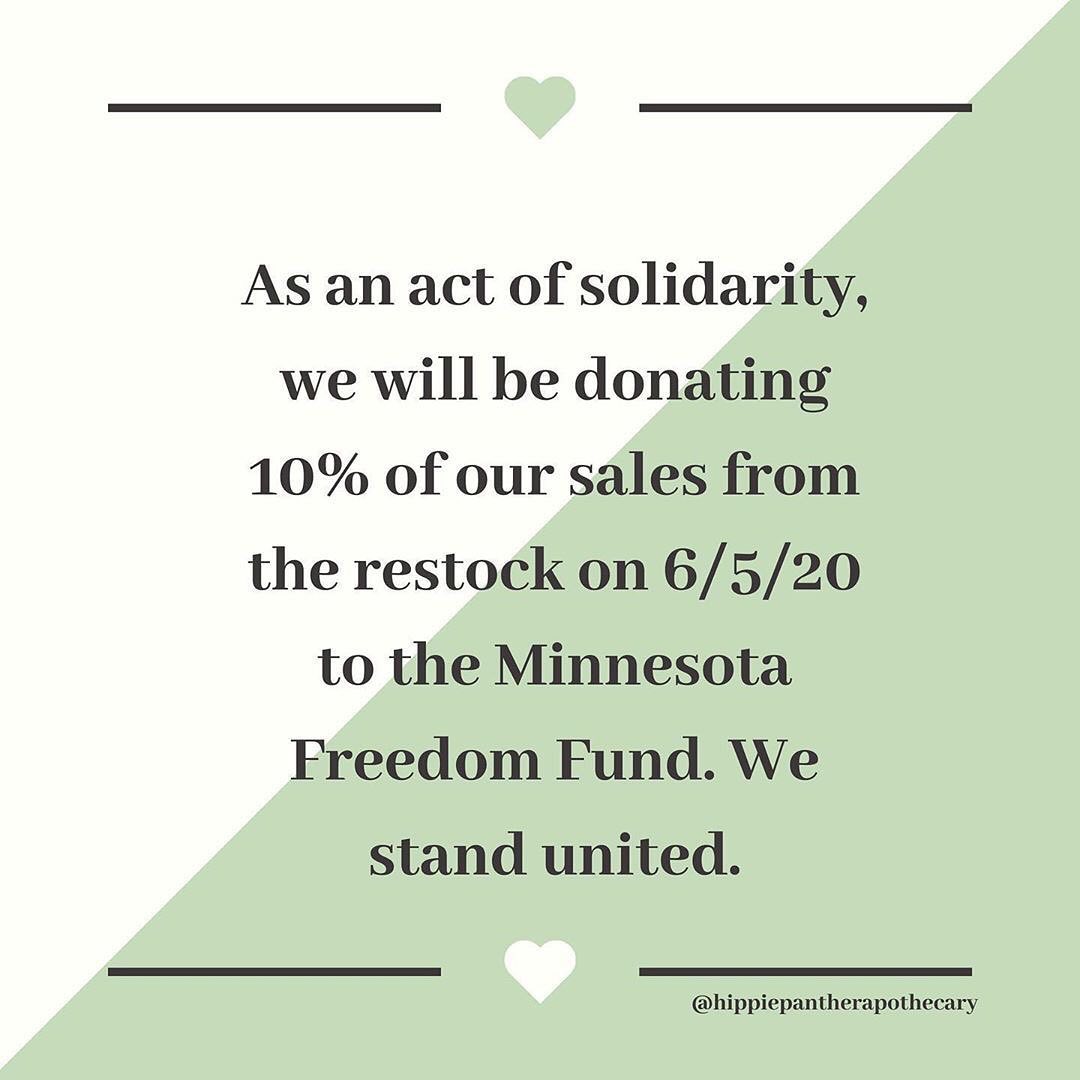 As an act of solidarity,
we will be donating
10% of our sales from
the restock on 6/5/20
to the Minnesota
Freedom Fund. We
stand united.
@hippiepantherapothecary